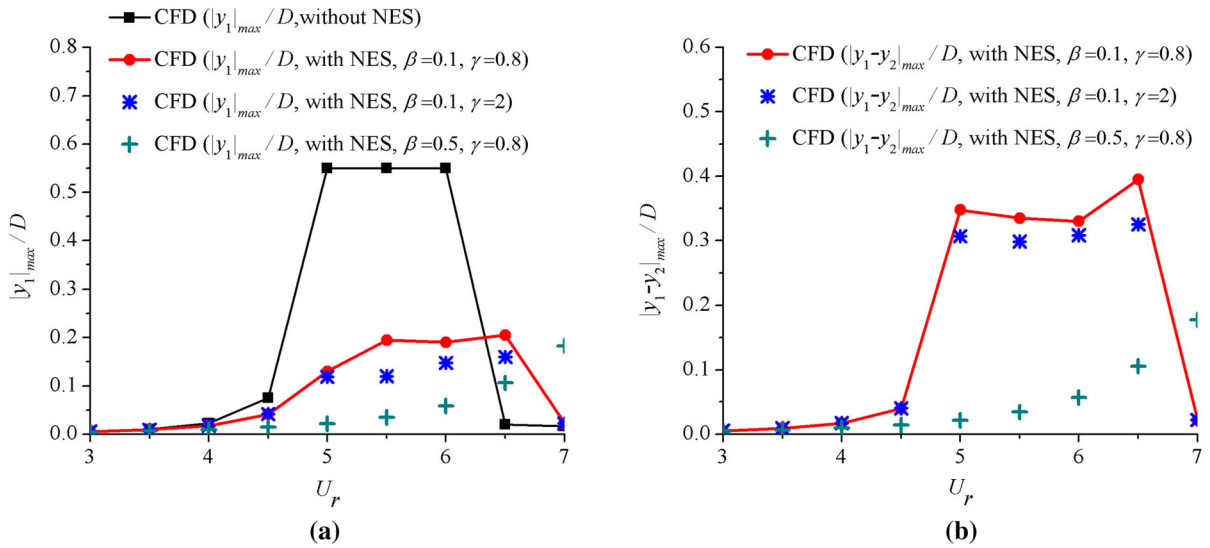 CFD (|y₁|ₘₐₓ/D,without NES)
CFD (|y₁|ₘₐₓ/D, with NES, β=0.1, γ=0.8)
CFD (|y₁|ₘₐₓ/D, with NES, β=0.1, γ=2)
CFD (|y₁|ₘₐₓ/D, with NES, β=0.5, γ=0.8)
0.8
0.7
0.6
0.5
0.4
0.3
0.2
0.1
0.0
|y₁|ₘₐₓ/D
3 4 5 6 7
Uᵣ
(a)
CFD (|y₁-y₂|ₘₐₓ/D, with NES, β=0.1, γ=0.8)
CFD (|y₁-y₂|ₘₐₓ/D, with NES, β=0.1, γ=2)
CFD (|y₁-y₂|ₘₐₓ/D, with NES, β=0.5, γ=0.8)
0.6
0.5
0.4
0.3
0.2
0.1
0.0
|y₁-y₂|ₘₐₓ/D
3 4 5 6 7
Uᵣ
(b)